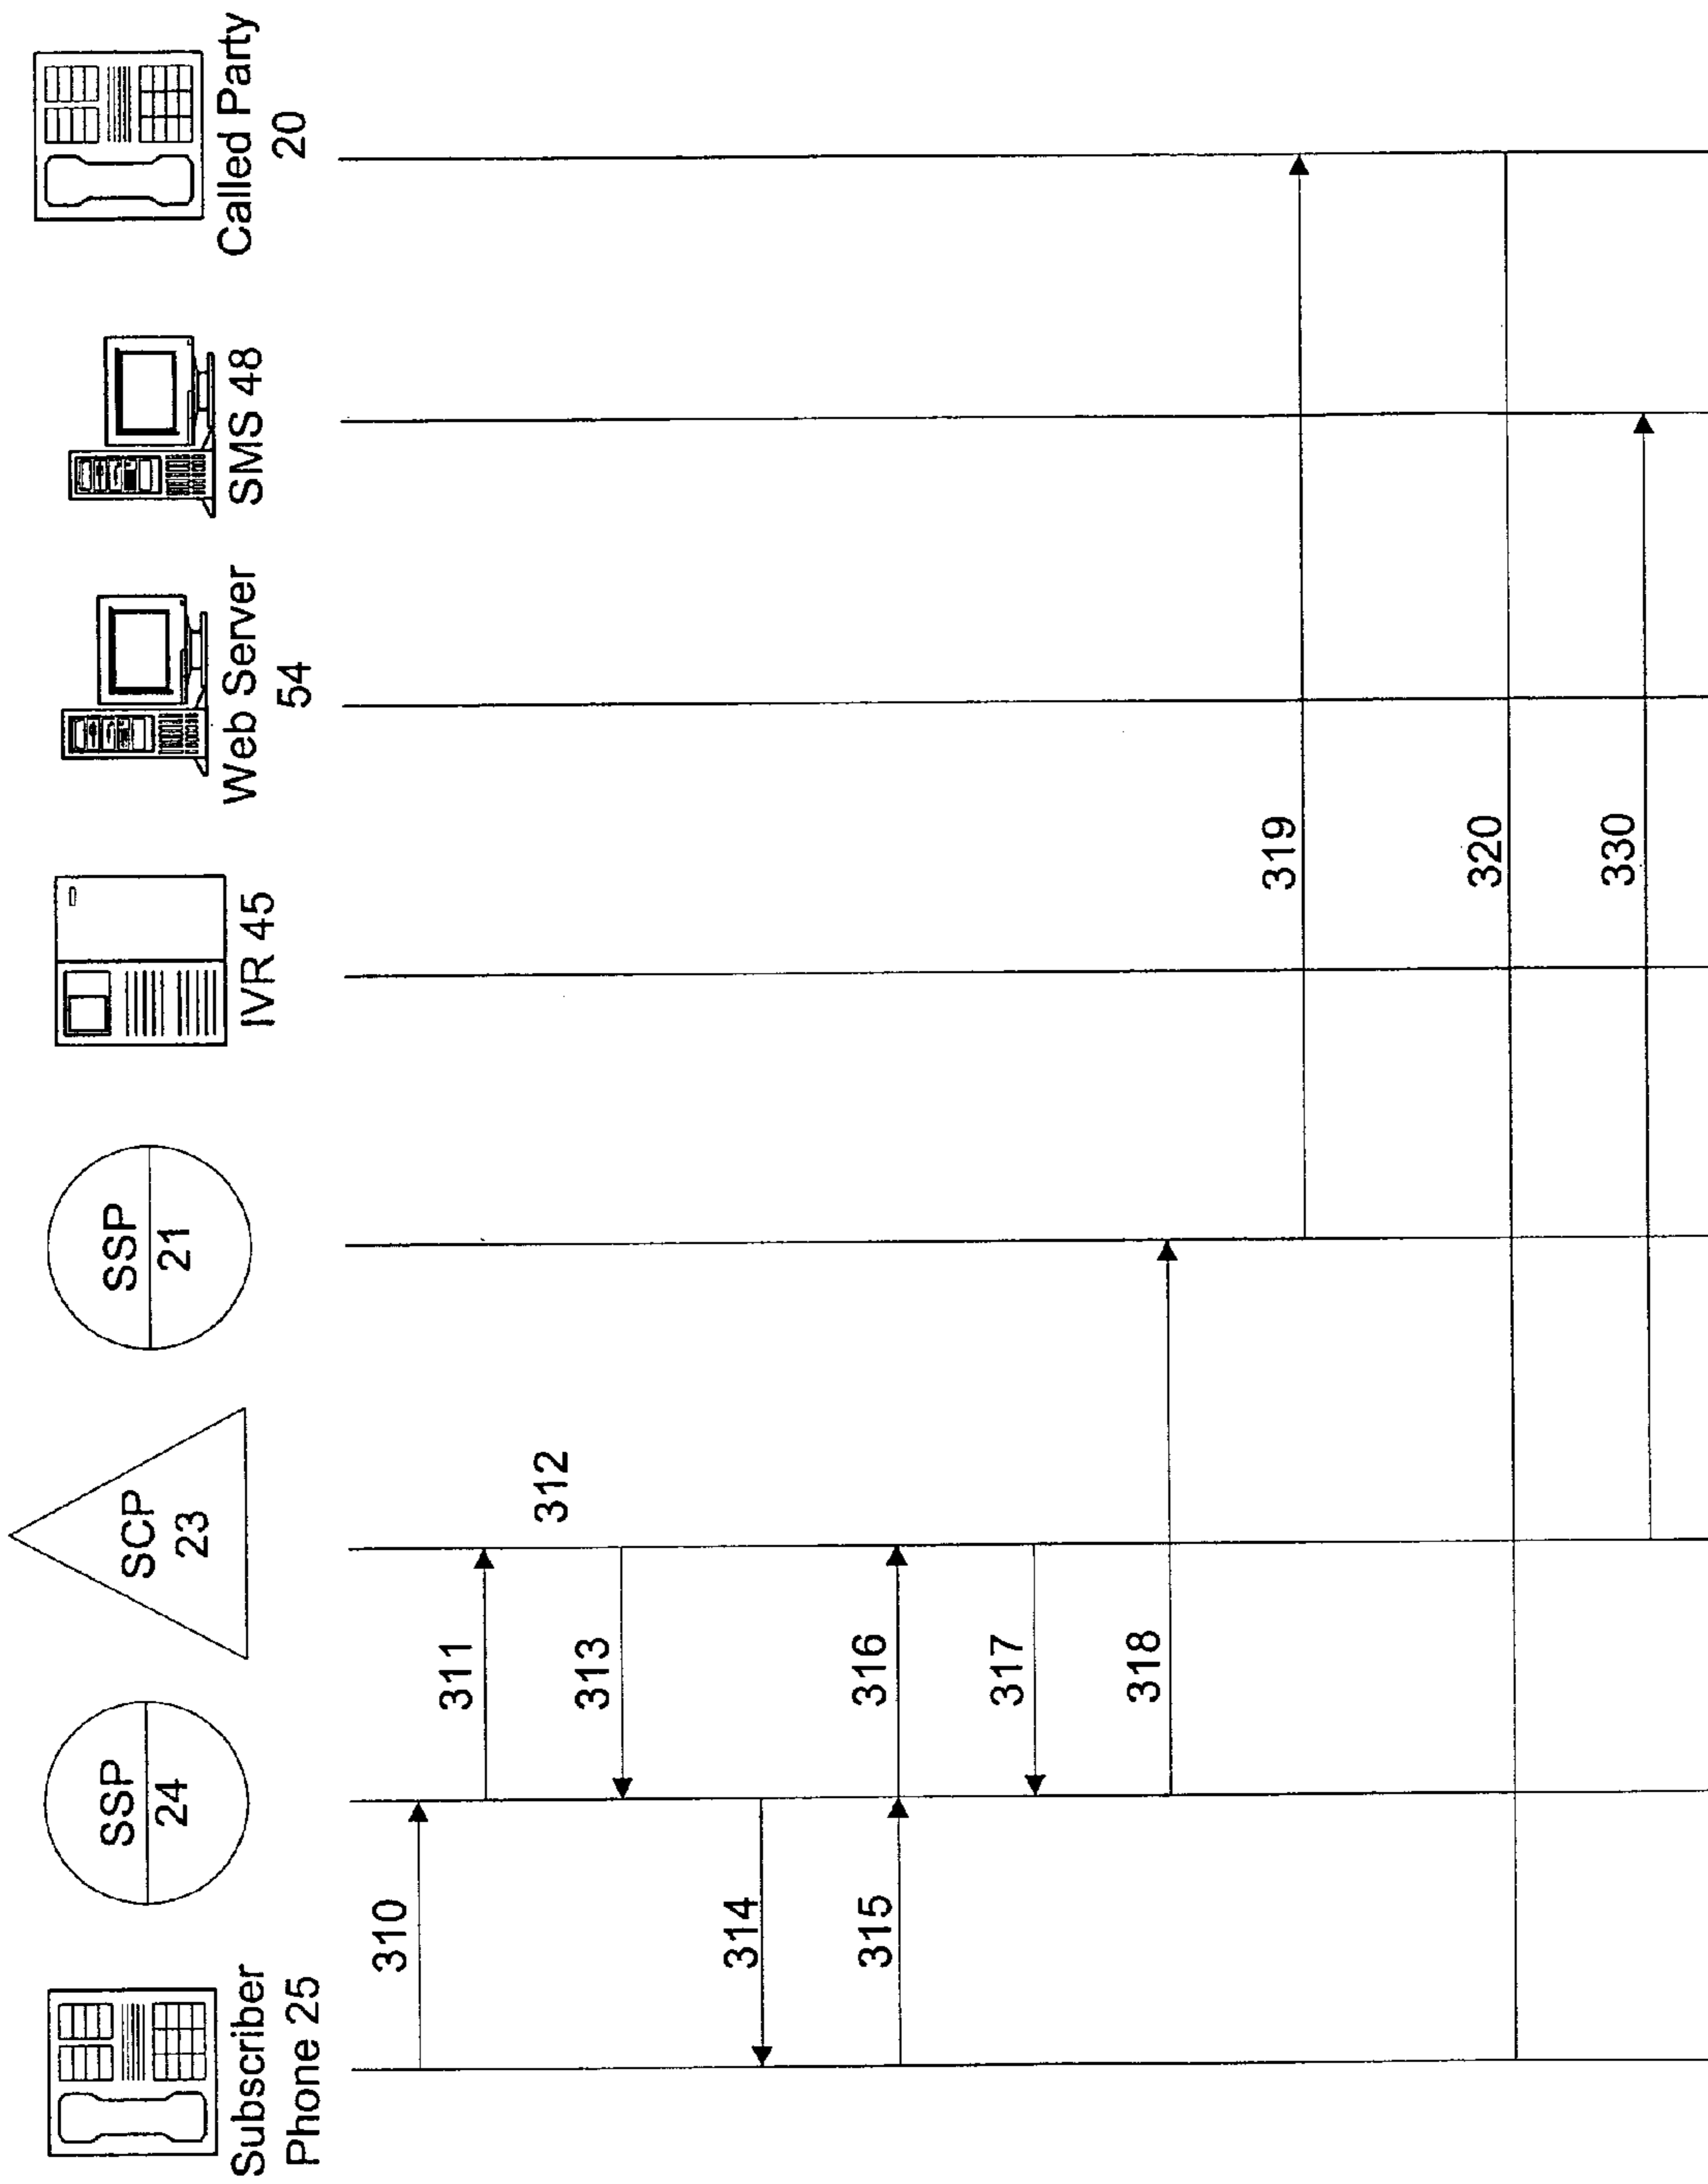 Subscriber
Phone 25
SSP
24
SCP
23
SSP
21
IVR 45
Web Server
54
SMS 48
Called Party
20
310
311
312
313
314
315
316
317
318
319
320
330